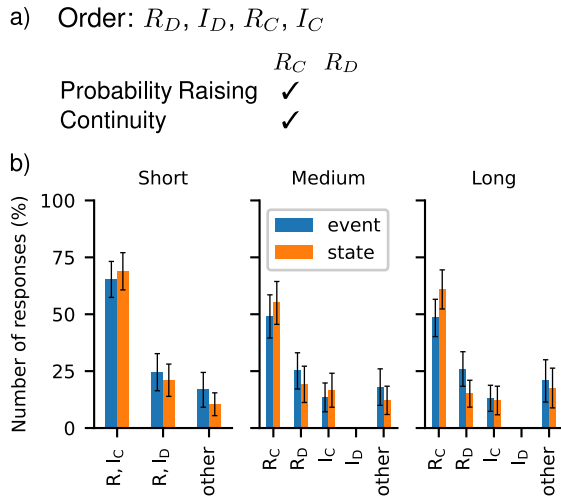 a) Order: R_D, I_D, R_C, I_C
R_C R_D
Probability Raising ✓
Continuity ✓
b)
Short Medium Long
Number of responses (%)
100
75
50
25
0
event
state
R, I_C R, I_D other
R_C R_D I_C I_D other
R_C R_D I_C I_D other